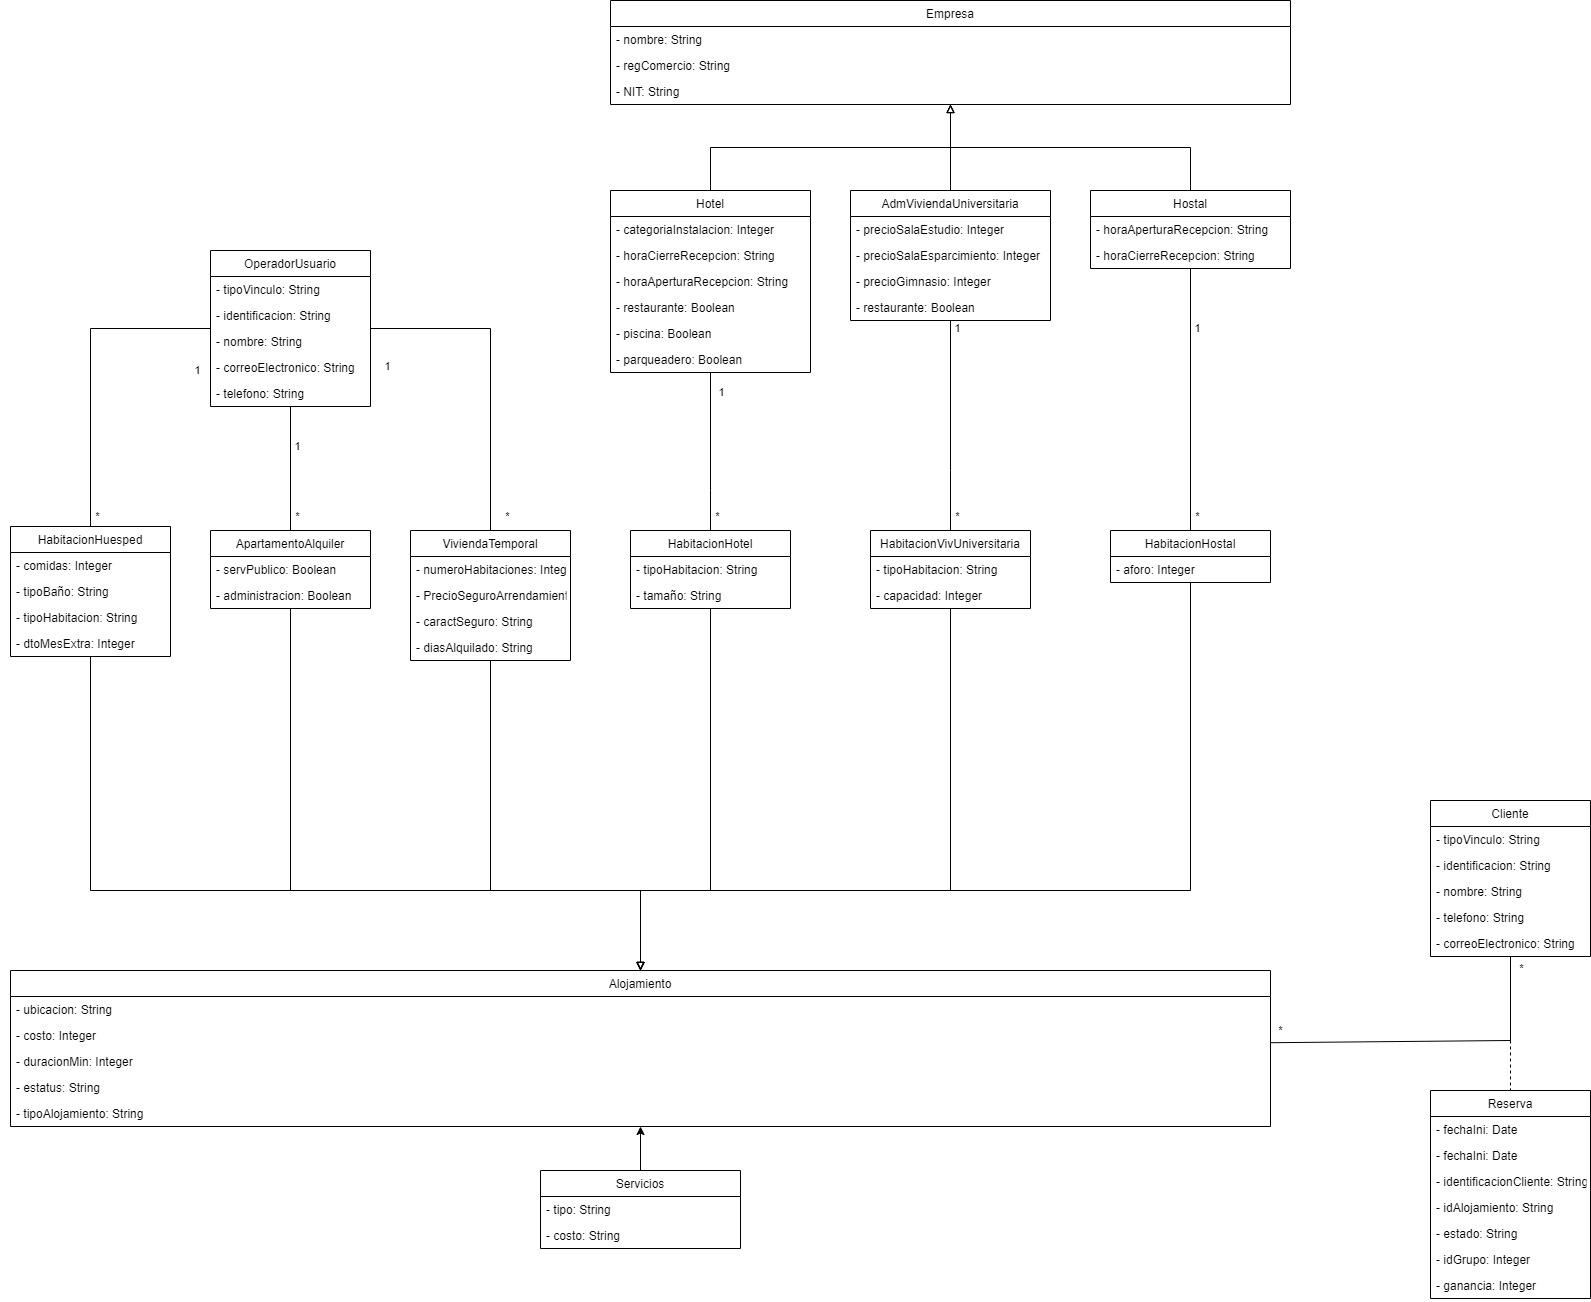 Empresa
- nombre: String
- regComercio: String
- NIT: String
Hotel
- categoriaInstalacion: Integer
- horaCierreRecepcion: String
- horaAperturaRecepcion: String
- restaurante: Boolean
- piscina: Boolean
- parqueadero: Boolean
1
AdmViviendaUniversitaria
- precioSalaEstudio: Integer
- precioSalaEsparcimiento: Integer
- precioGimnasio: Integer
- restaurante: Boolean
1
Hostal
- horaAperturaRecepcion: String
- horaCierreRecepcion: String
1
OperadorUsuario
- tipoVinculo: String
- identificacion: String
- nombre: String
- correoElectronico: String
- telefono: String
1
1
1
*
HabitacionHuesped
- comidas: Integer
- tipoBaño: String
- tipoHabitacion: String
- dtoMesExtra: Integer
*
ApartamentoAlquiler
- servPublico: Boolean
- administracion: Boolean
*
ViviendaTemporal
- numeroHabitaciones: Integ
- PrecioSeguroArrendamient
- caractSeguro: String
- diasAlquilado: String
*
HabitacionHotel
- tipoHabitacion: String
- tamaño: String
*
HabitacionVivUniversitaria
- tipoHabitacion: String
- capacidad: Integer
*
HabitacionHostal
- aforo: Integer
Cliente
- tipoVinculo: String
- identificacion: String
- nombre: String
- telefono: String
- correoElectronico: String
*
Alojamiento
- ubicacion: String
- costo: Integer
- duracionMin: Integer
- estatus: String
- tipoAlojamiento: String
*
Servicios
- tipo: String
- costo: String
Reserva
- fechaIni: Date
- fechaIni: Date
- identificacionCliente: String
- idAlojamiento: String
- estado: String
- idGrupo: Integer
- ganancia: Integer